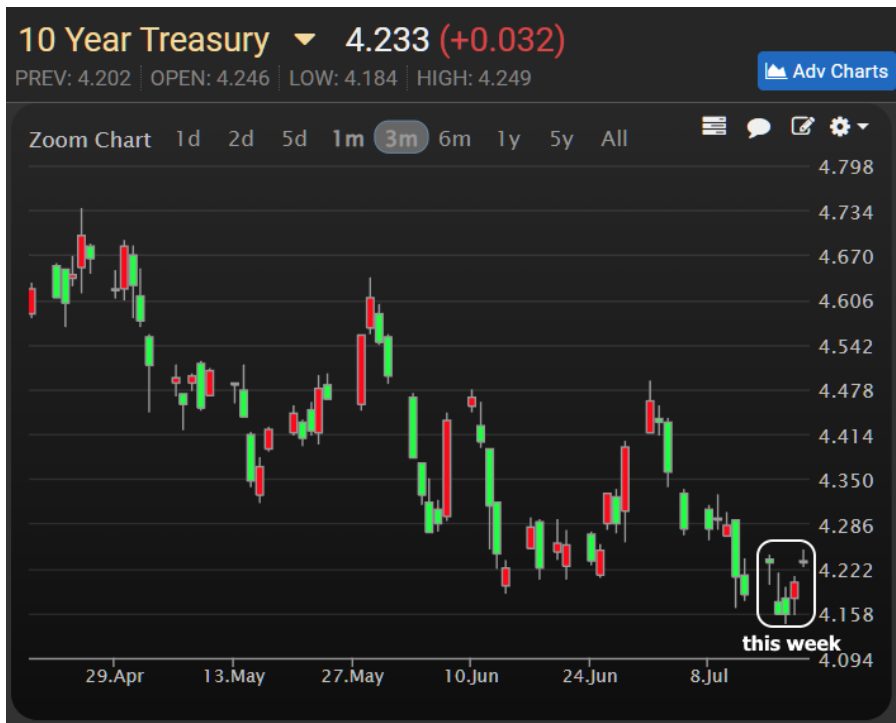 10 Year Treasury 4.233 (+0.032)
PREV: 4.202 OPEN: 4.246 LOW: 4.184 HIGH: 4.249
Adv Charts
Zoom Chart 1d 2d 5d 1m 3m 6m 1y 5y All
4.798
4.734
4.670
4.606
4.542
4.478
4.414
4.350
4.286
4.222
4.158
this week
4.094
29.Apr 13.May 27.May 10.Jun 24.Jun 8.Jul